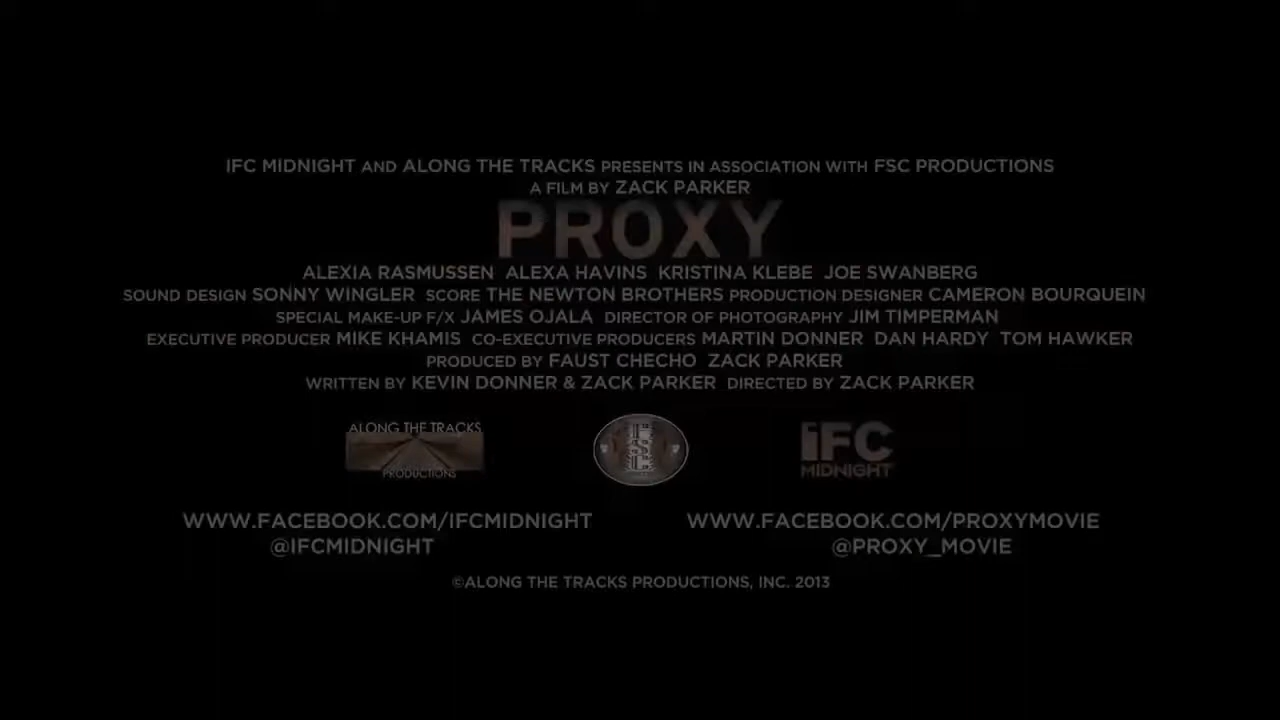 IFC MIDNIGHT AND ALONG THE TRACKS PRESENTS IN ASSOCIATION WITH FSC PRODUCTIONS
A FILM BY ZACK PARKER
PROXY
ALEXIA RASMUSSEN ALEXA HAVINS KRISTINA KLEBE JOE SWANBERG
SOUND DESIGN SONNY WINGLER SCORE THE NEWTON BROTHERS PRODUCTION DESIGNER CAMERON BOURQUEIN
SPECIAL MAKE-UP F/X JAMES OJALA DIRECTOR OF PHOTOGRAPHY JIM TIMPERMAN
EXECUTIVE PRODUCER MIKE KHAMIS CO-EXECUTIVE PRODUCERS MARTIN DONNER DAN HARDY TOM HAWKER
PRODUCED BY FAUST CHECHO ZACK PARKER
WRITTEN BY KEVIN DONNER & ZACK PARKER DIRECTED BY ZACK PARKER
ALONG THE TRACKS
PRODUCTIONS
FSC
IFC
MIDNIGHT
WWW.FACEBOOK.COM/IFCMIDNIGHT WWW.FACEBOOK.COM/PROXYMOVIE
@IFCMIDNIGHT @PROXY_MOVIE
©ALONG THE TRACKS PRODUCTIONS, INC. 2013